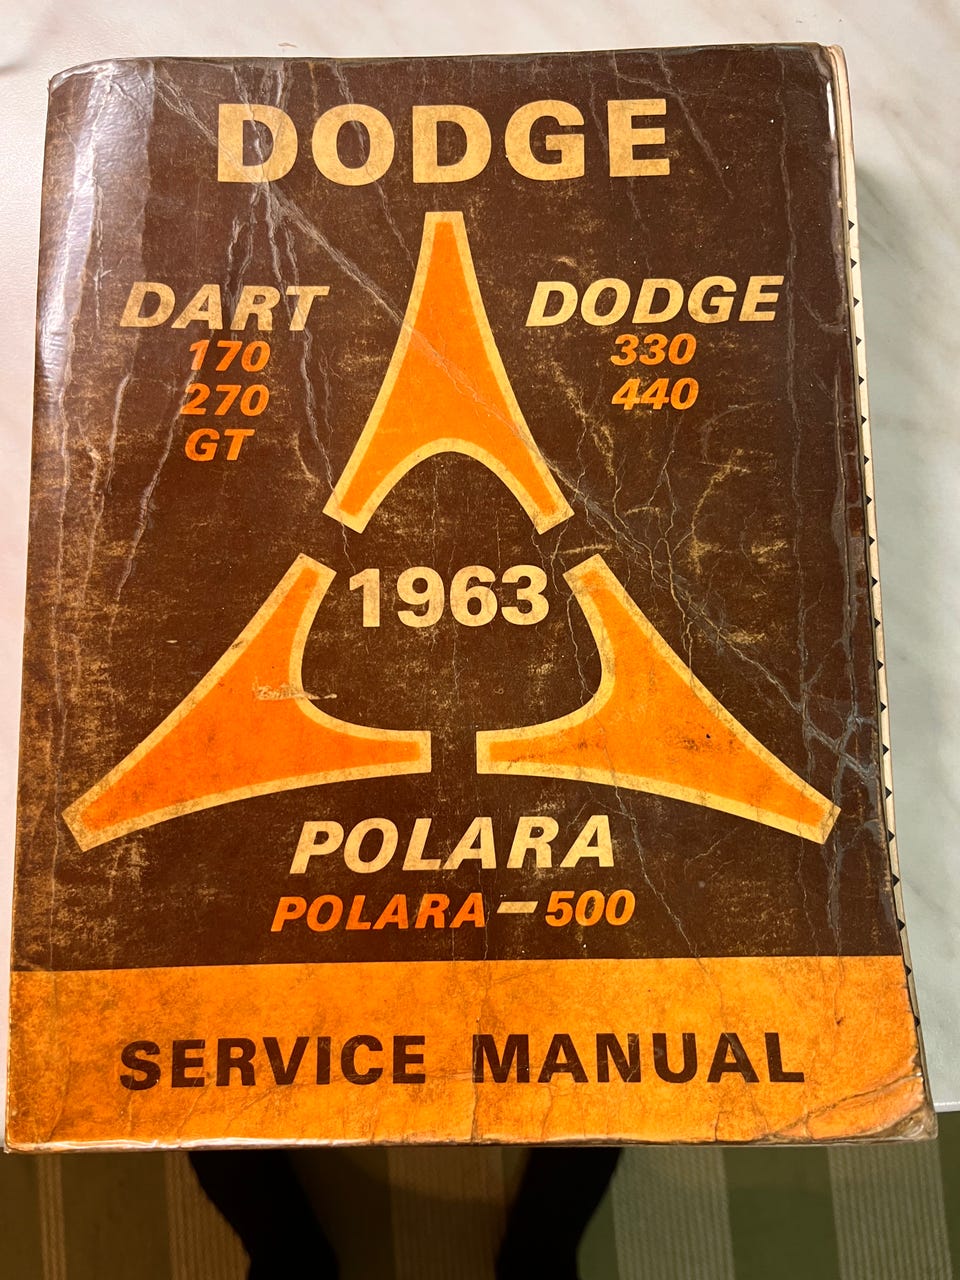 DODGE
DART
170
270
GT
DODGE
330
440
1963
POLARA
POLARA-500
SERVICE MANUAL